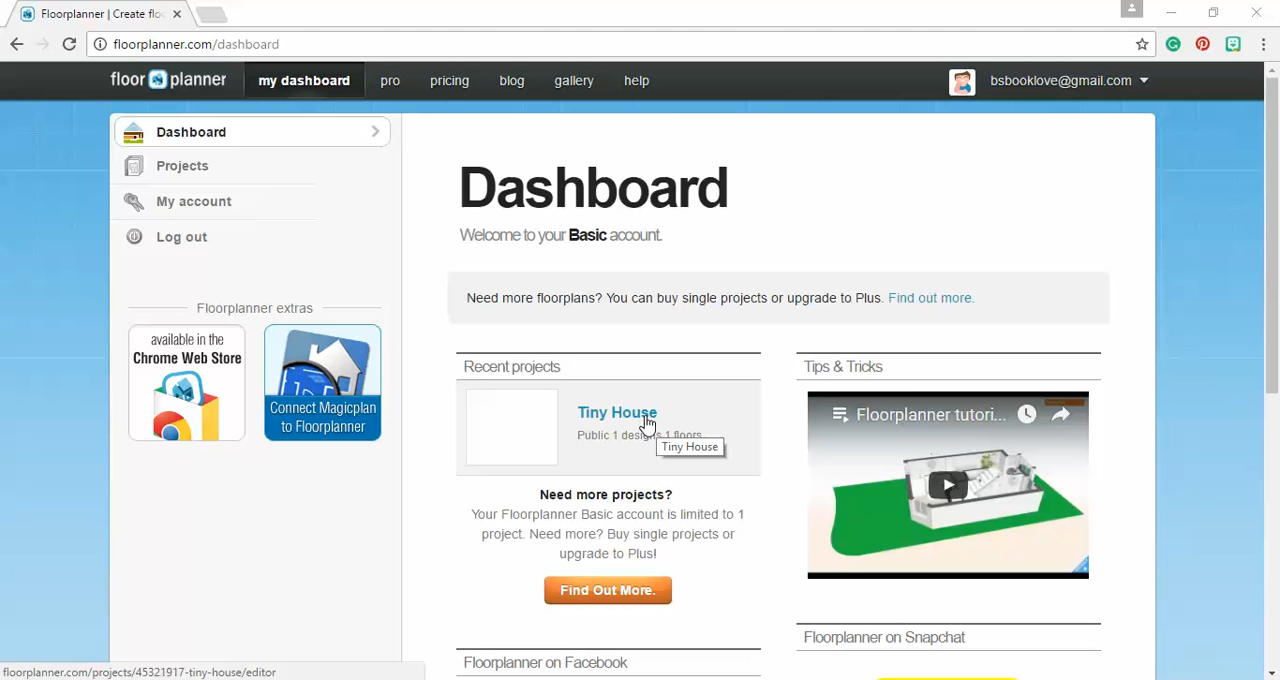 Floorplanner | Create flo
floorplanner.com/dashboard
floor planner
my dashboard
pro
pricing
blog
gallery
help
bsbooklove@gmail.com
Dashboard
Projects
My account
Log out
Floorplanner extras
available in the
Chrome Web Store
Connect Magicplan
to Floorplanner
Dashboard
Welcome to your Basic account.
Need more floorplans? You can buy single projects or upgrade to Plus. Find out more.
Recent projects
Tiny House
Public 1 designs 1 floors
Tiny House
Need more projects?
Your Floorplanner Basic account is limited to 1
project. Need more? Buy single projects or
upgrade to Plus!
Find Out More.
Floorplanner on Facebook
Tips & Tricks
Floorplanner tutori...
Floorplanner on Snapchat
floorplanner.com/projects/45321917-tiny-house/editor